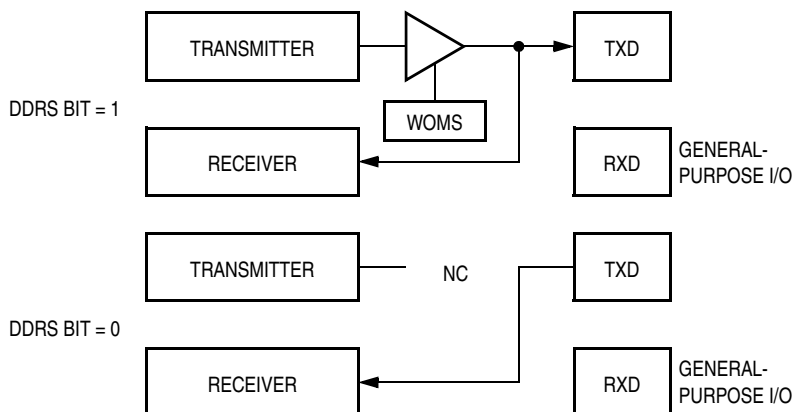 TRANSMITTER
TXD
DDRS BIT = 1
WOMS
RECEIVER
RXD
GENERAL-
PURPOSE I/O
TRANSMITTER
NC
TXD
DDRS BIT = 0
RECEIVER
RXD
GENERAL-
PURPOSE I/O